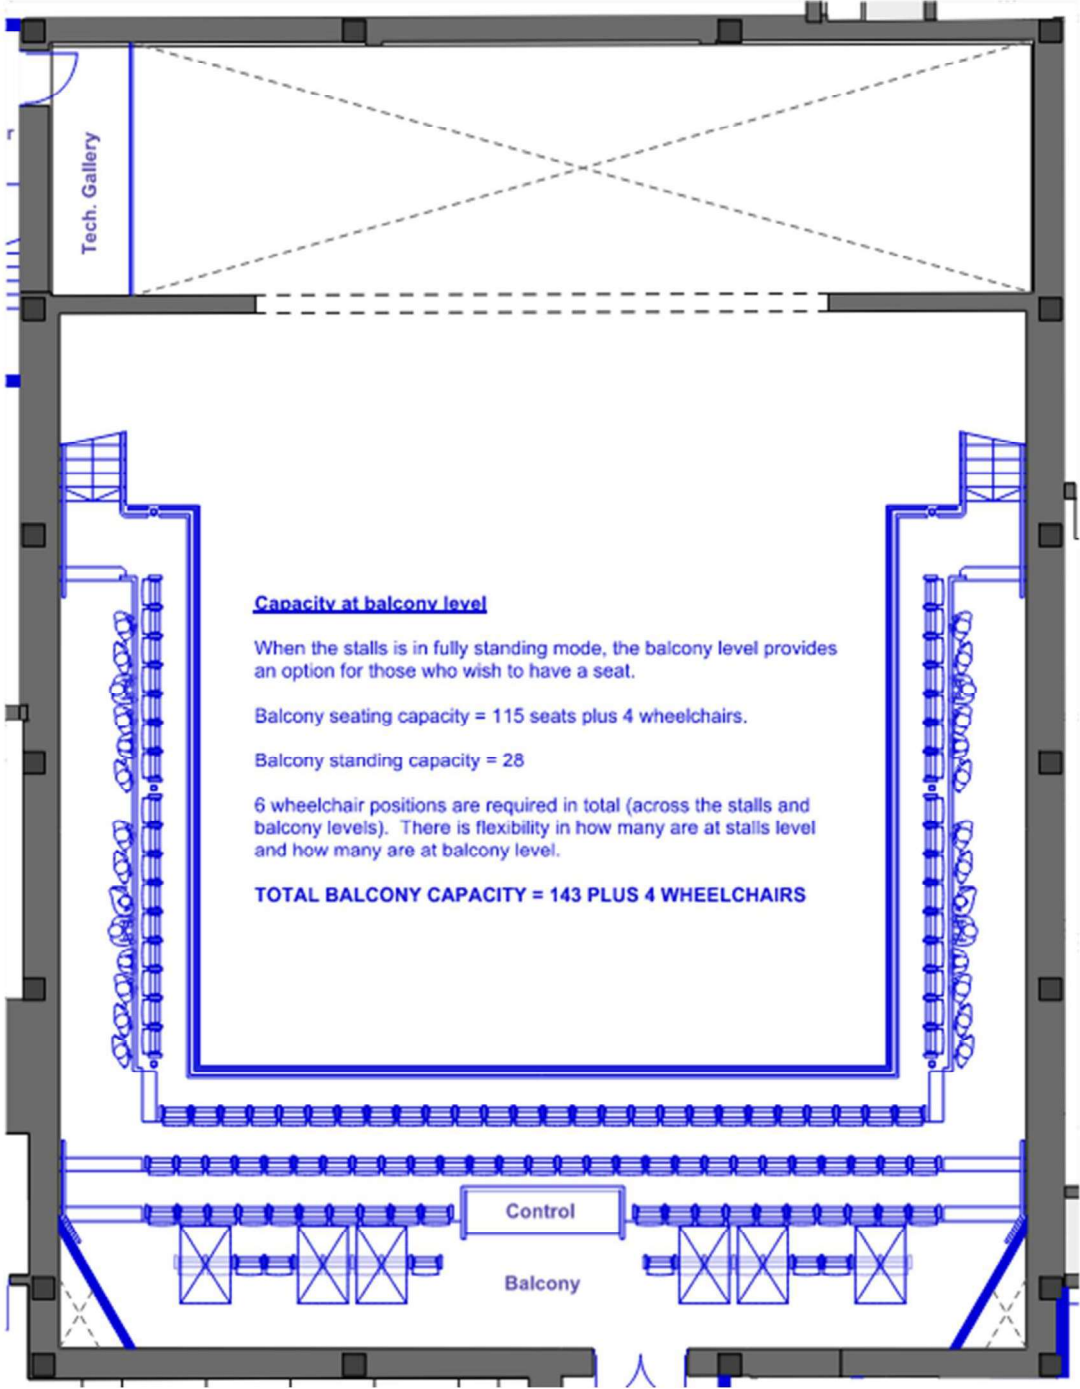 Tech. Gallery
Capacity at balcony level
When the stalls is in fully standing mode, the balcony level provides
an option for those who wish to have a seat.
Balcony seating capacity = 115 seats plus 4 wheelchairs.
Balcony standing capacity = 28
6 wheelchair positions are required in total (across the stalls and
balcony levels). There is flexibility in how many are at stalls level
and how many are at balcony level.
TOTAL BALCONY CAPACITY = 143 PLUS 4 WHEELCHAIRS
Control
Balcony